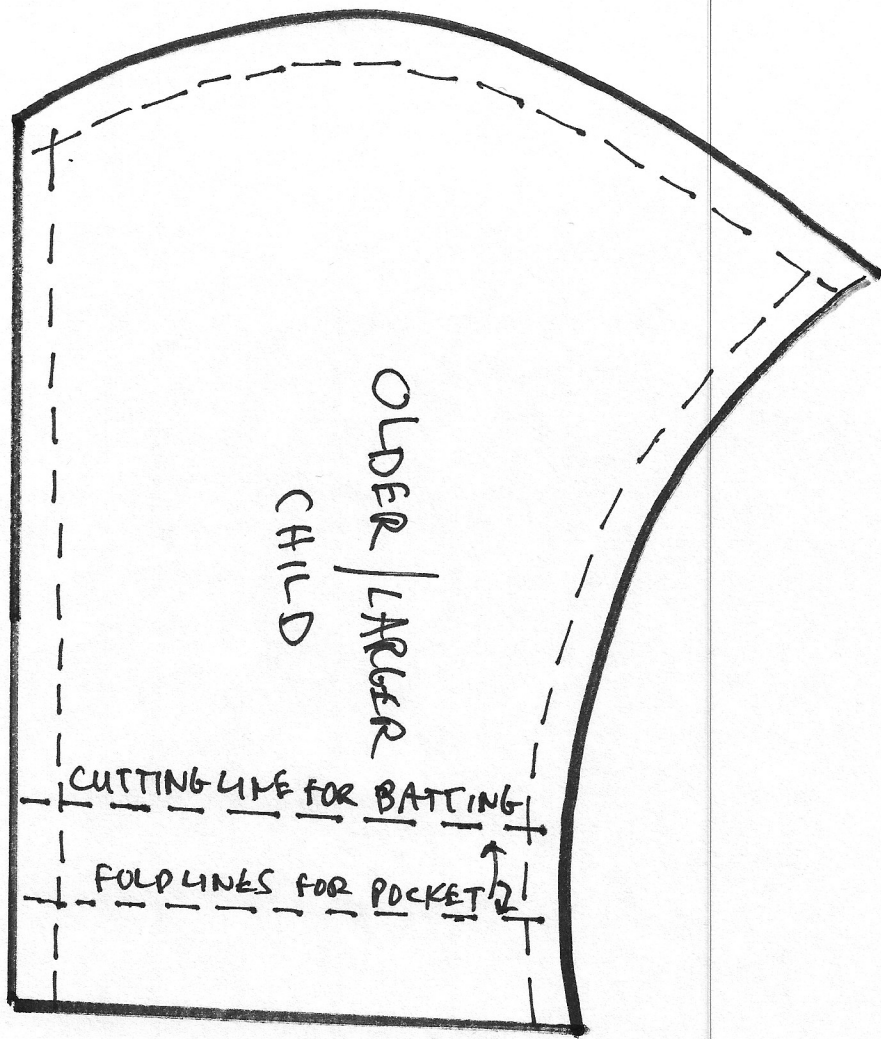 OLDER / LARGER
CHILD
CUTTING LINE FOR BATTING
FOLD LINES FOR POCKET